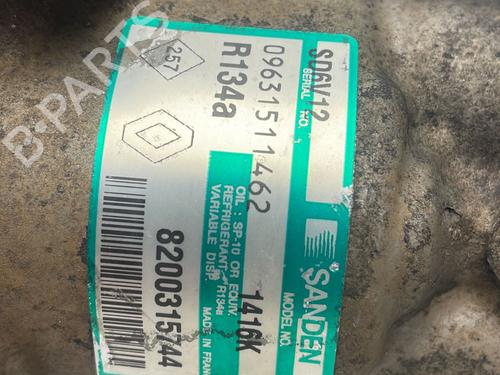 SD6V12
SERIAL NO.
09631511462
R134a
257
SANDEN
MODEL NO.
1416K
OIL : SP-10 OR EQUIV.
REFRIGERANT : R134a
VARIABLE DISP.
MADE IN FRANCE
8200315744
B-PARTS